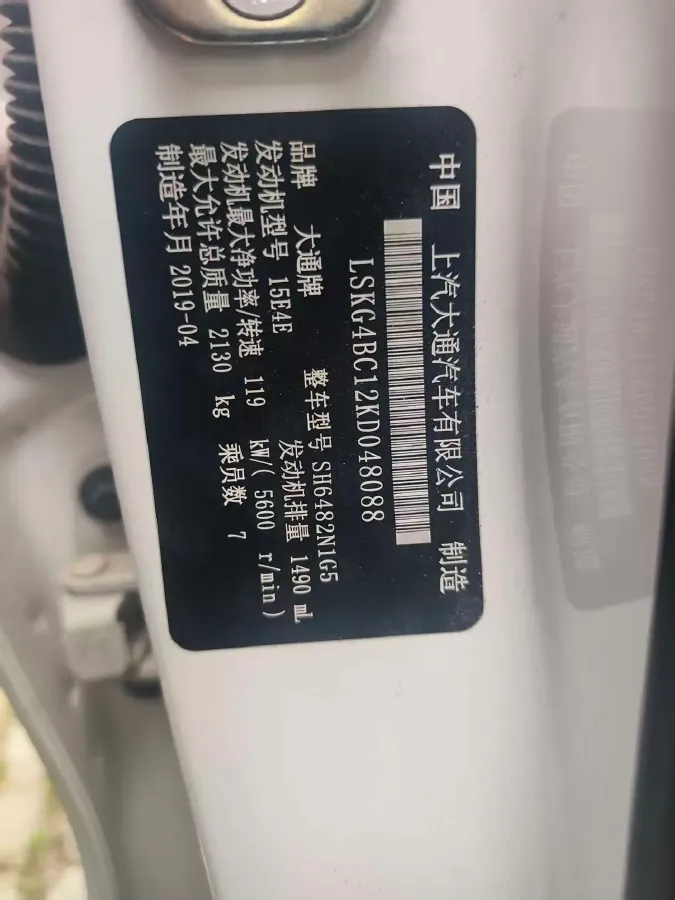 中国 上汽大通汽车有限公司 制造
LSKG4BC12KD048088
品牌 大通牌 整车型号 SH6482N1G5
发动机型号 15E4E 发动机排量 1490 mL
发动机最大净功率/转速 119 kW/( 5600 r/min)
最大允许总质量 2130 kg 乘员数 7
制造年月 2019-04